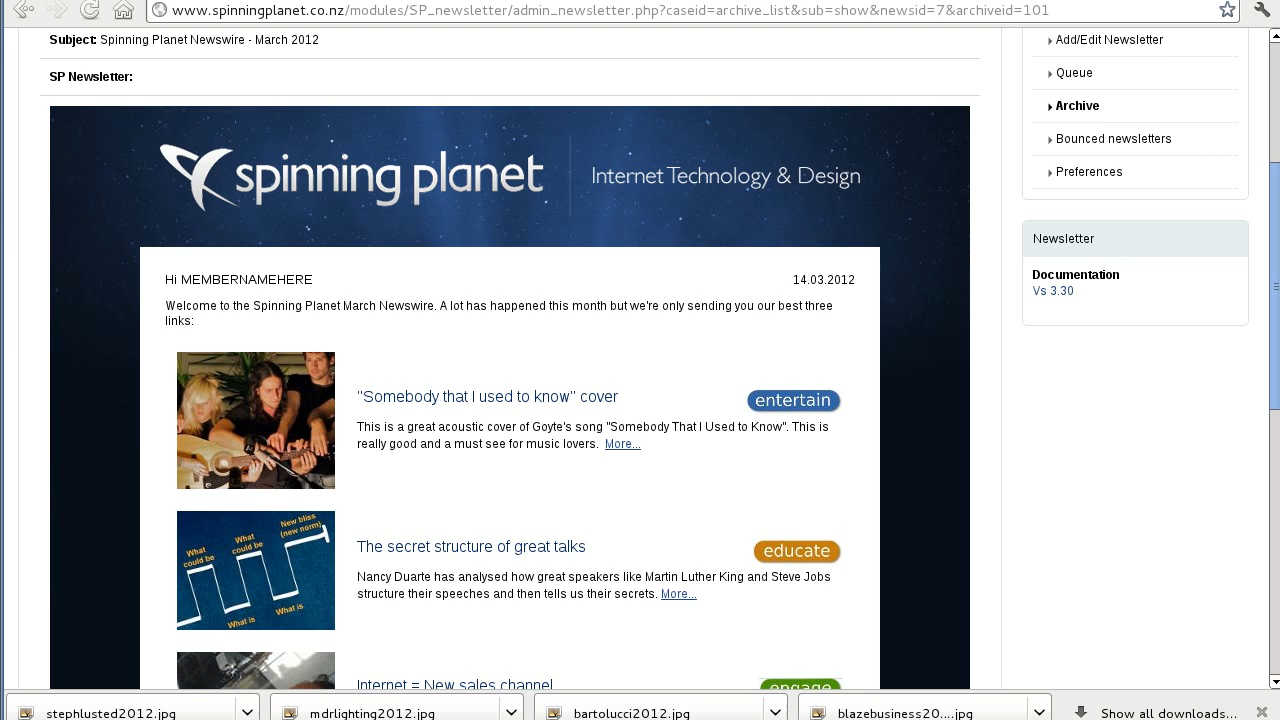 www.spinningplanet.co.nz/modules/SP_newsletter/admin_newsletter.php?caseid=archive_list&sub=show&newsid=7&archiveid=101
Subject: Spinning Planet Newswire - March 2012
SP Newsletter:
spinning planet
Internet Technology & Design
Hi MEMBERNAMEHERE
14.03.2012
Welcome to the Spinning Planet March Newswire. A lot has happened this month but we're only sending you our best three
links:
"Somebody that I used to know" cover
entertain
This is a great acoustic cover of Goyte's song "Somebody That I Used to Know". This is
really good and a must see for music lovers. More...
What
could be
What
could be
New bliss
(new norm)
What is
What is
The secret structure of great talks
educate
Nancy Duarte has analysed how great speakers like Martin Luther King and Steve Jobs
structure their speeches and then tells us their secrets. More...
Internet = New sales channel
engage
Add/Edit Newsletter
Queue
Archive
Bounced newsletters
Preferences
Newsletter
Documentation
Vs 3.30
stephlusted2012.jpg
mdrlighting2012.jpg
bartolucci2012.jpg
blazebusiness20....jpg
Show all downloads...